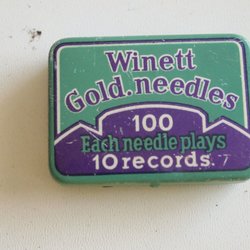 Winett
Gold.needles
100
Each needle plays
10 records.